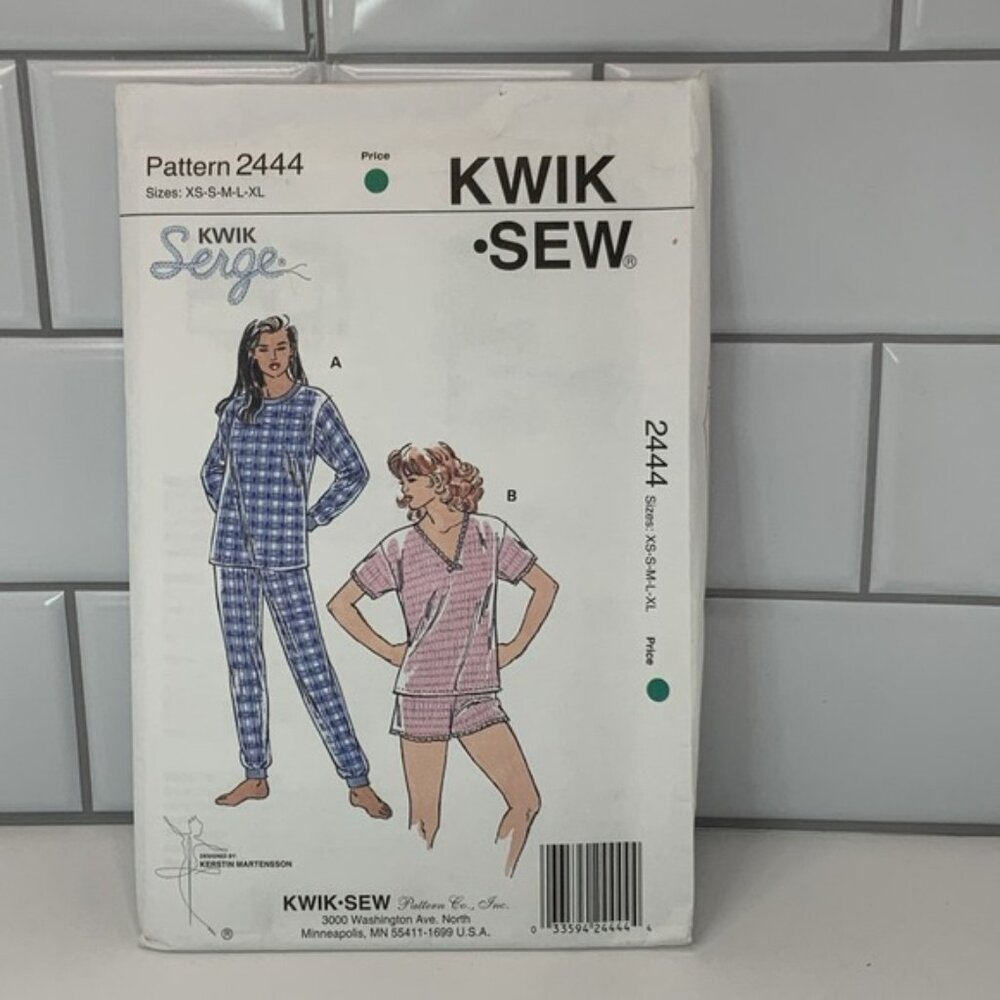 Pattern 2444
Sizes: XS-S-M-L-XL
Price
KWIK
•SEW®
KWIK
Serge
A
B
2444 Sizes: XS-S-M-L-XL Price
DESIGNED BY
KERSTIN MARTENSSON
®
KWIK•SEW Pattern Co., Inc.
3000 Washington Ave. North
Minneapolis, MN 55411-1699 U.S.A.
0 33594 24444 4